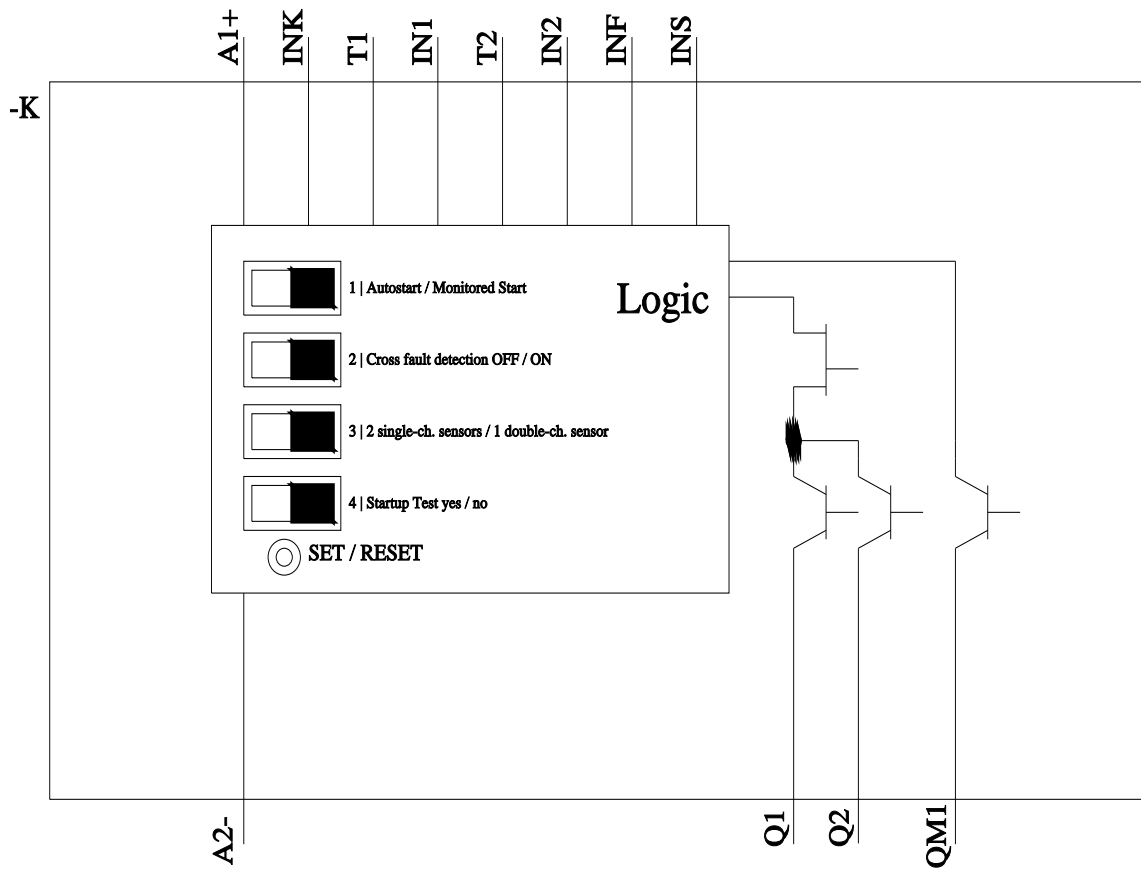 A1+
INK
T1
IN1
T2
IN2
INF
INS
-K
1 | Autostart / Monitored Start
Logic
2 | Cross fault detection OFF / ON
3 | 2 single-ch. sensors / 1 double-ch. sensor
4 | Startup Test yes / no
SET / RESET
A2-
Q1
Q2
QM1